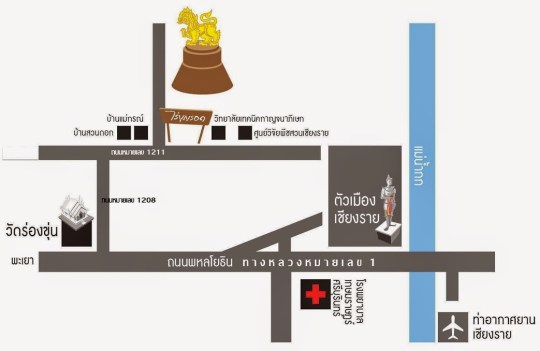 บ้านแม่กรณ์
บ้านสวนดอก
ไร่บุญรอด
วิทยาลัยเทคนิคกาญจนาภิเษก
ศูนย์วิจัยพืชสวนเชียงราย
ถนนหมายเลข 1211
แม่น้ำกก
ถนนหมายเลข 1208
วัดร่องขุ่น
ตัวเมือง
เชียงราย
พะเยา
ถนนพหลโยธิน ทางหลวงหมายเลข 1
โรงพยาบาล
เกษมราษฎร์
ศรีบุรินทร์
ท่าอากาศยาน
เชียงราย